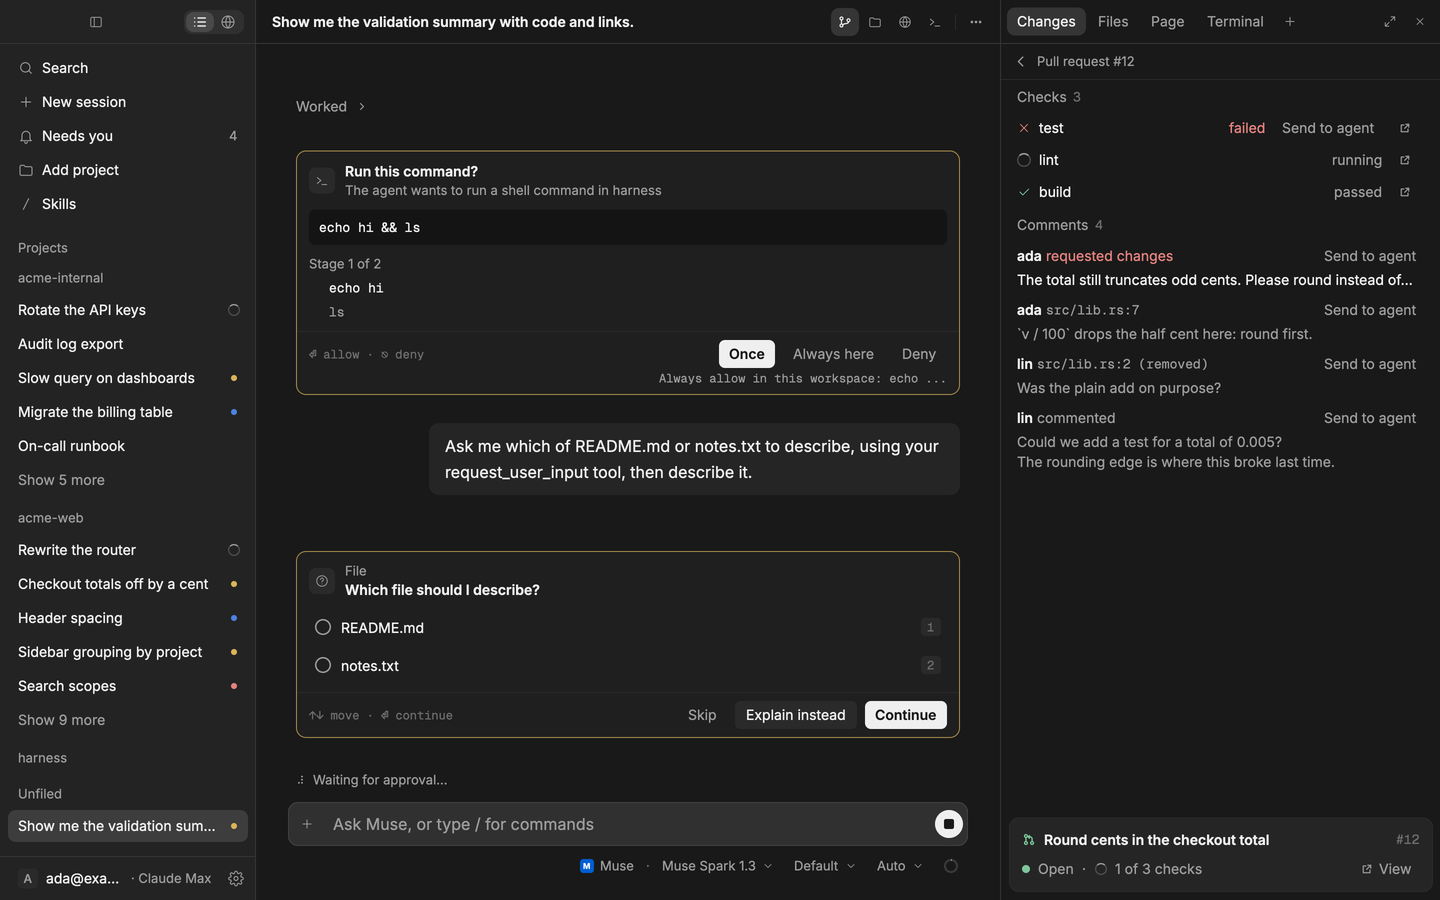 Search
New session
Needs you 4
Add project
Skills
Projects
acme-internal
Rotate the API keys
Audit log export
Slow query on dashboards
Migrate the billing table
On-call runbook
Show 5 more
acme-web
Rewrite the router
Checkout totals off by a cent
Header spacing
Sidebar grouping by project
Search scopes
Show 9 more
harness
Unfiled
Show me the validation sum...
A ada@exa... · Claude Max
Show me the validation summary with code and links.
Worked
Run this command?
The agent wants to run a shell command in harness
echo hi && ls
Stage 1 of 2
echo hi
ls
allow · deny
Once Always here Deny
Always allow in this workspace: echo ...
Ask me which of README.md or notes.txt to describe, using your
request_user_input tool, then describe it.
File
Which file should I describe?
README.md 1
notes.txt 2
move · continue
Skip Explain instead Continue
Waiting for approval...
Ask Muse, or type / for commands
M Muse · Muse Spark 1.3 Default Auto
Changes Files Page Terminal
Pull request #12
Checks 3
test failed Send to agent
lint running
build passed
Comments 4
ada requested changes Send to agent
The total still truncates odd cents. Please round instead of...
ada src/lib.rs:7 Send to agent
`v / 100` drops the half cent here: round first.
lin src/lib.rs:2 (removed) Send to agent
Was the plain add on purpose?
lin commented Send to agent
Could we add a test for a total of 0.005?
The rounding edge is where this broke last time.
Round cents in the checkout total #12
Open · 1 of 3 checks View